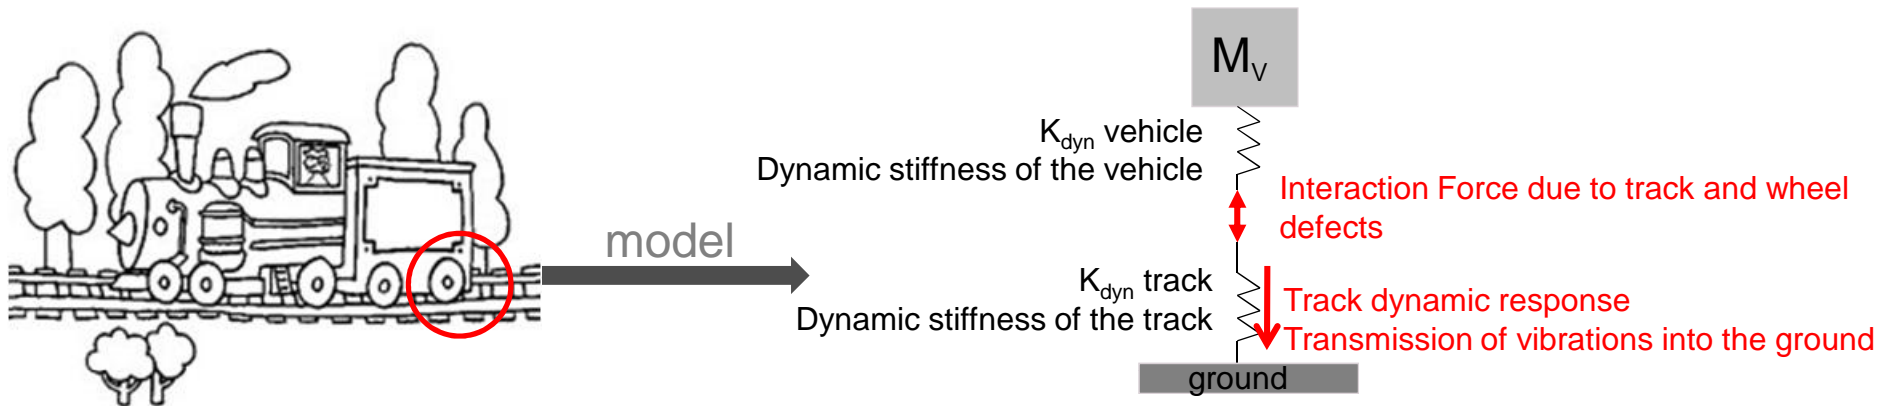 M_V
K_dyn vehicle
Dynamic stiffness of the vehicle
Interaction Force due to track and wheel
defects
model
K_dyn track
Dynamic stiffness of the track
Track dynamic response
Transmission of vibrations into the ground
ground